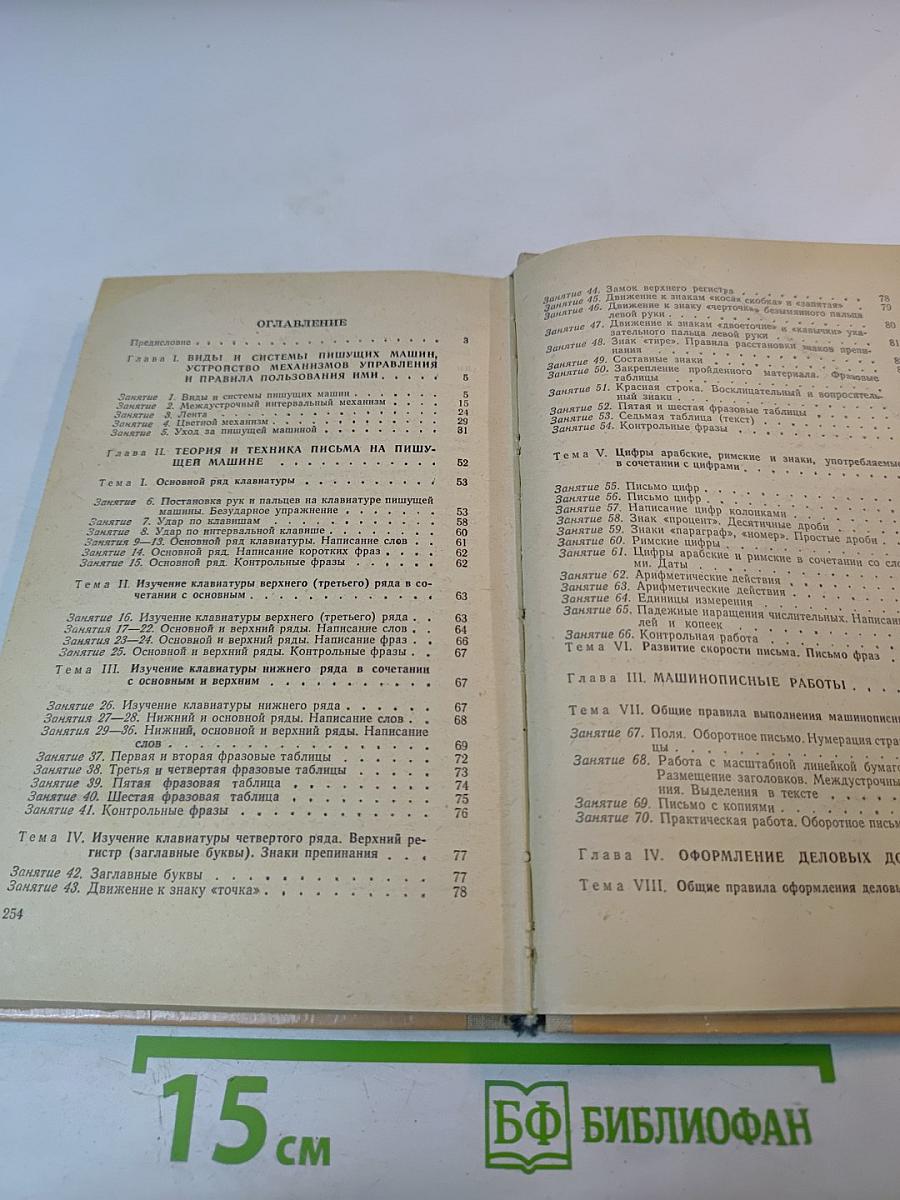 ОГЛАВЛЕНИЕ
Предисловие . . . . . . . . . . . . . . . . . . . . 3
Глава I. ВИДЫ И СИСТЕМЫ ПИШУЩИХ МАШИН,
УСТРОЙСТВО МЕХАНИЗМОВ УПРАВЛЕНИЯ
И ПРАВИЛА ПОЛЬЗОВАНИЯ ИМИ . . . . . 5
Занятие 1. Виды и системы пишущих машин . . . . . . . 5
Занятие 2. Междустрочный интервальный механизм . . . . 15
Занятие 3. Лента . . . . . . . . . . . . . . 24
Занятие 4. Цветной механизм . . . . . . . . . . . 29
Занятие 5. Уход за пишущей машиной . . . . . . . . . 31
Глава II. ТЕОРИЯ И ТЕХНИКА ПИСЬМА НА ПИШУ-
ЩЕЙ МАШИНЕ . . . . . . . . . . . 52
Тема I. Основной ряд клавиатуры . . . . . . . . . 53
Занятие 6. Постановка рук и пальцев на клавиатуре пишущей
машины. Безударное упражнение . . . . . . . 53
Занятие 7. Удар по клавишам . . . . . . . . . . . 58
Занятие 8. Удар по интервальной клавише . . . . . . . 60
Занятия 9—13. Основной ряд клавиатуры. Написание слов . . 61
Занятие 14. Основной ряд. Написание коротких фраз . . . . 62
Занятие 15. Основной ряд. Контрольные фразы . . . . . . 62
Тема II. Изучение клавиатуры верхнего (третьего) ряда в со-
четании с основным . . . . . . . . . . . . 63
Занятие 16. Изучение клавиатуры верхнего (третьего) ряда . . 63
Занятия 17—22. Основной и верхний ряды. Написание слов . . 64
Занятия 23—24. Основной и верхний ряды. Написание фраз . . 66
Занятие 25. Основной и верхний ряды. Контрольные фразы . . 67
Тема III. Изучение клавиатуры нижнего ряда в сочетании
с основным и верхним . . . . . . . . . . . 67
Занятие 26. Изучение клавиатуры нижнего ряда . . . . . . 67
Занятия 27—28. Нижний и основной ряды. Написание слов . . 68
Занятия 29—36. Нижний, основной и верхний ряды. Написание
слов . . . . . . . . . . . . . . . . . 69
Занятие 37. Первая и вторая фразовые таблицы . . . . . . 72
Занятие 38. Третья и четвертая фразовые таблицы . . . . . 73
Занятие 39. Пятая фразовая таблица . . . . . . . . . 74
Занятие 40. Шестая фразовая таблица . . . . . . . . . 75
Занятие 41. Контрольные фразы . . . . . . . . . . . 76
Тема IV. Изучение клавиатуры четвертого ряда. Верхний ре-
гистр (заглавные буквы). Знаки препинания . . . . 77
Занятие 42. Заглавные буквы . . . . . . . . . . . 77
Занятие 43. Движение к знаку «точка» . . . . . . . . . 78
254
Занятие 44. Замок верхнего регистра . . . . . . . . 78
Занятие 45. Движение к знакам «косая скобка» и «запятая» 79
Занятие 46. Движение к знаку «черточка» безымянного пальца
левой руки . . . . . . . . . . . . . . 80
Занятие 47. Движение к знакам «двоеточие» и «кавычки» ука-
зательного пальца левой руки . . . . . . . 81
Занятие 48. Знак «тире». Правила расстановки знаков препи-
нания . . . . . . . . . . . . . . .
Занятие 49. Составные знаки . . . . . . . . . . .
Занятие 50. Закрепление пройденного материала. Фразовые
таблицы . . . . . . . . . . . . . .
Занятие 51. Красная строка. Восклицательный и вопроситель-
ный знаки . . . . . . . . . . . . .
Занятие 52. Пятая и шестая фразовые таблицы . . . . .
Занятие 53. Седьмая таблица (текст) . . . . . . . .
Занятие 54. Контрольные фразы . . . . . . . . . .
Тема V. Цифры арабские, римские и знаки, употребляемые
в сочетании с цифрами . . . . . . . . . .
Занятие 55. Письмо цифр . . . . . . . . . . .
Занятие 56. Письмо цифр . . . . . . . . . . .
Занятие 57. Написание цифр колонками . . . . . . .
Занятие 58. Знак «процент». Десятичные дроби . . . . .
Занятие 59. Знаки «параграф», «номер». Простые дроби . .
Занятие 60. Римские цифры . . . . . . . . . .
Занятие 61. Цифры арабские и римские в сочетании со сло
ми. Даты . . . . . . . . . . . . .
Занятие 62. Арифметические действия . . . . . . .
Занятие 63. Арифметические действия . . . . . . .
Занятие 64. Единицы измерения . . . . . . . . .
Занятие 65. Падежные наращения числительных. Написани
лей и копеек . . . . . . . . . . . .
Занятие 66. Контрольная работа . . . . . . . . .
Тема VI. Развитие скорости письма. Письмо фраз . . .
Глава III. МАШИНОПИСНЫЕ РАБОТЫ . . . .
Тема VII. Общие правила выполнения машинописн
Занятие 67. Поля. Оборотное письмо. Нумерация стра
цы . . . . . . . . . . . . . . .
Занятие 68. Работа с масштабной линейкой бумаго
Размещение заголовков. Междустрочны
ния. Выделения в тексте . . . . . .
Занятие 69. Письмо с копиями . . . . . . . .
Занятие 70. Практическая работа. Оборотное письм
Глава IV. ОФОРМЛЕНИЕ ДЕЛОВЫХ ДО
Тема VIII. Общие правила оформления деловы
15 см
БФ БИБЛИОФАН